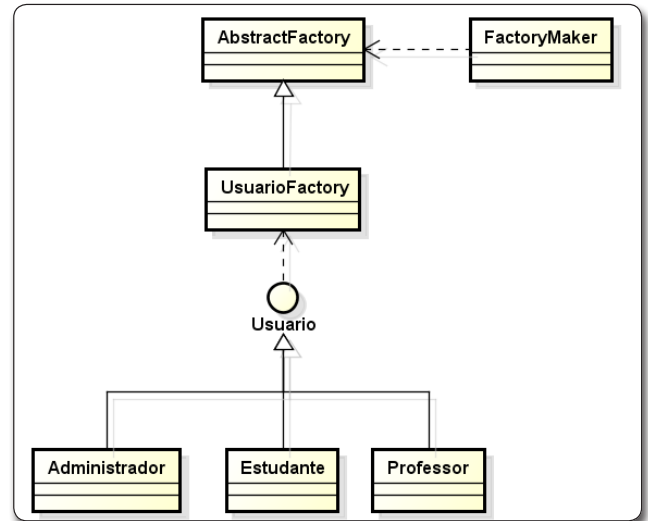 AbstractFactory
FactoryMaker
UsuarioFactory
Usuario
Administrador
Estudante
Professor